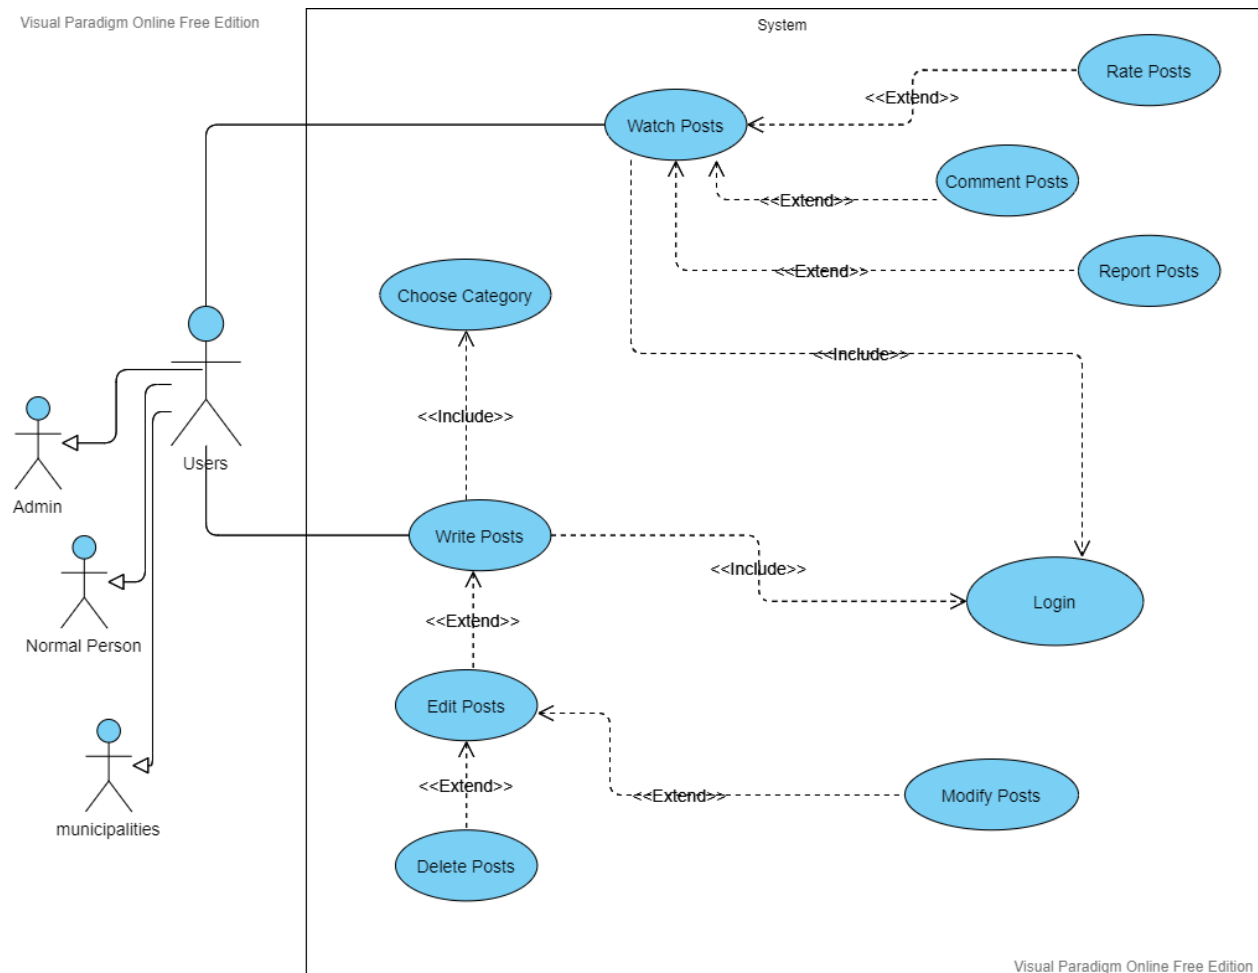 Visual Paradigm Online Free Edition
System
Rate Posts
<<Extend>>
Watch Posts
Comment Posts
<<Extend>>
Report Posts
<<Extend>>
Choose Category
<<Include>>
<<Include>>
Users
Admin
Write Posts
<<Include>>
Login
<<Extend>>
Normal Person
Edit Posts
<<Extend>>
<<Extend>>
Modify Posts
municipalities
Delete Posts
Visual Paradigm Online Free Edition